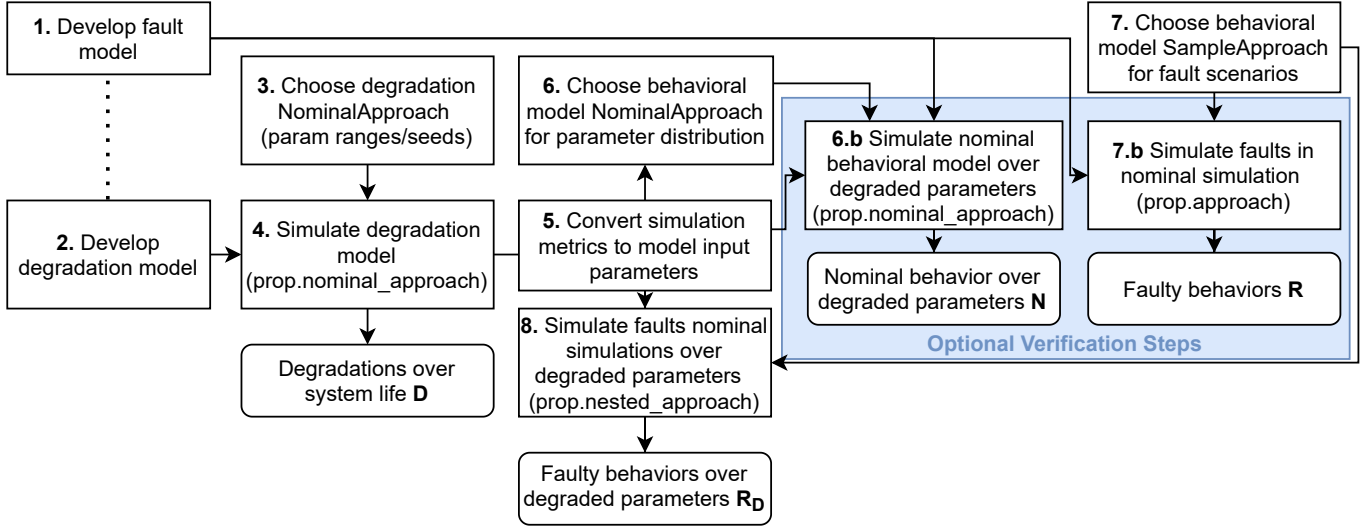 1. Develop fault
model
2. Develop
degradation model
3. Choose degradation
NominalApproach
(param ranges/seeds)
4. Simulate degradation
model
(prop.nominal_approach)
Degradations over
system life D
6. Choose behavioral
model NominalApproach
for parameter distribution
5. Convert simulation
metrics to model input
parameters
8. Simulate faults nominal
simulations over
degraded parameters
(prop.nested_approach)
Faulty behaviors over
degraded parameters R_D
6.b Simulate nominal
behavioral model over
degraded parameters
(prop.nominal_approach)
Nominal behavior over
degraded parameters N
7. Choose behavioral
model SampleApproach
for fault scenarios
7.b Simulate faults in
nominal simulation
(prop.approach)
Faulty behaviors R
Optional Verification Steps